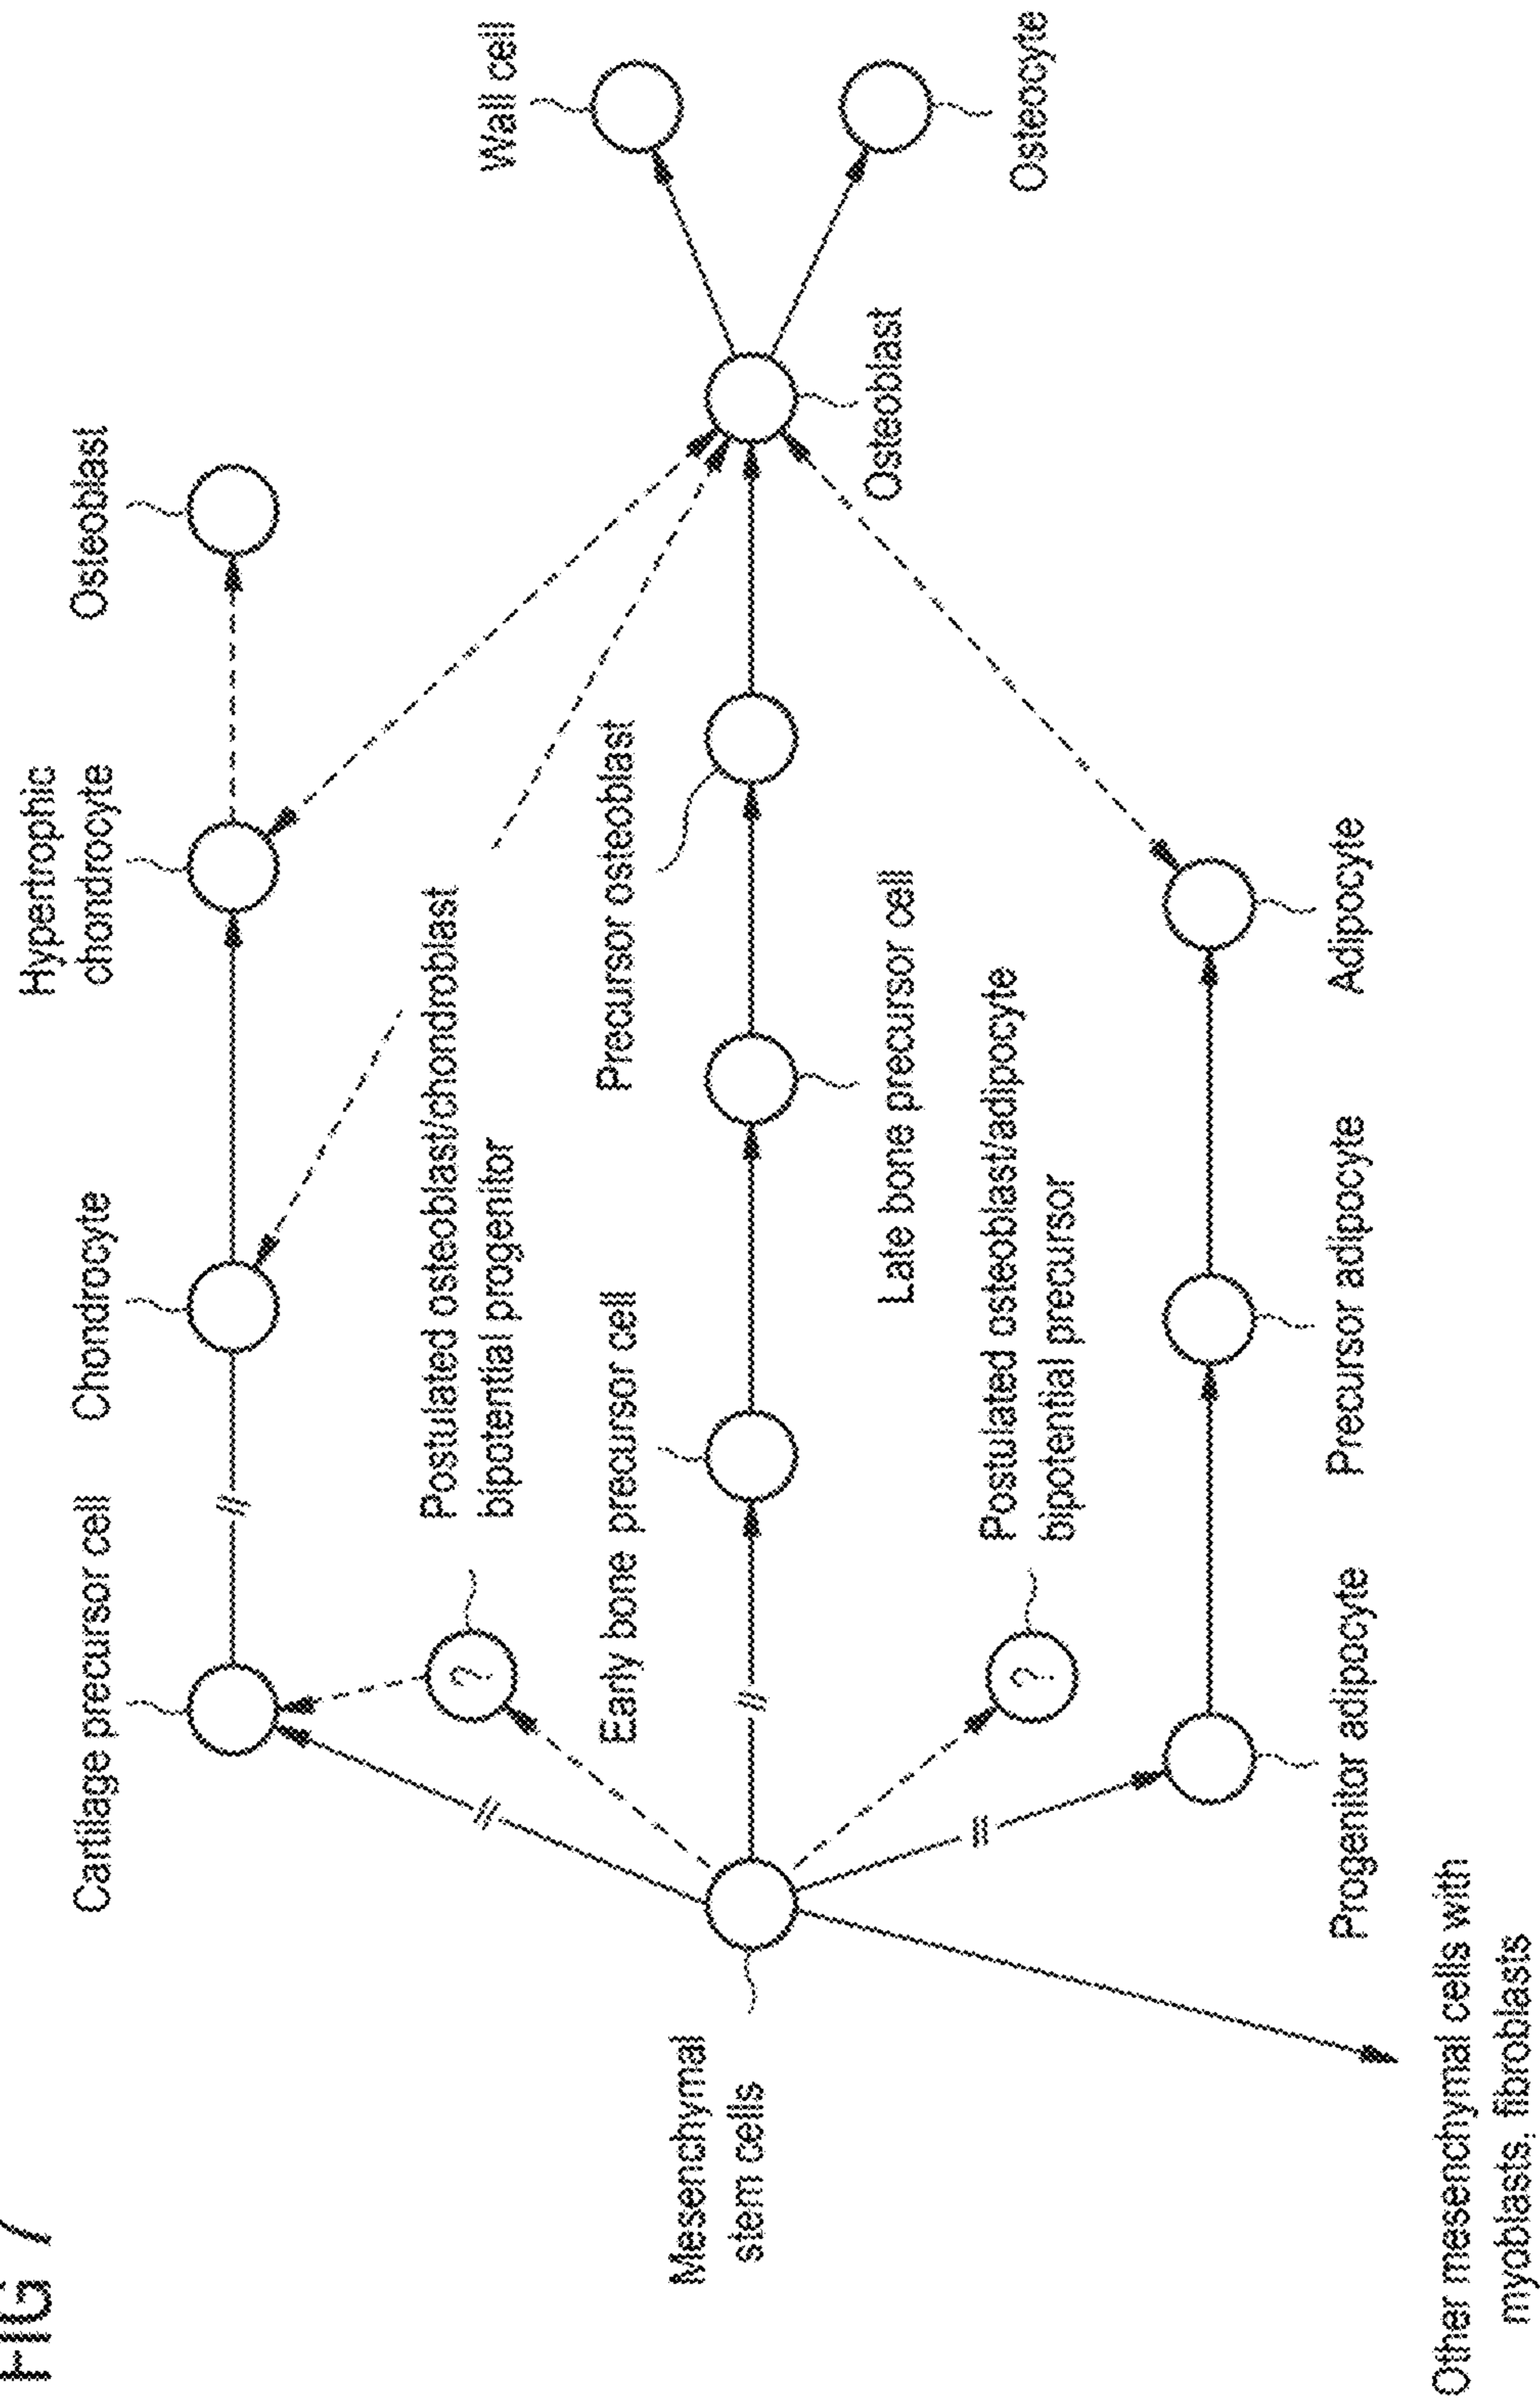 FIG 7
Cartilage precursor cell
Chondrocyte
Hypertrophic
chondrocyte
Osteoblast
?
Postulated osteoblast/chondroblast
bipotential progenitor
Wall cell
Early bone precursor cell
Precursor osteoblast
Mesenchymal
stem cells
Late bone precursor cell
Osteoblast
?
Postulated osteoblast/adipocyte
bipotential precursor
Osteocyte
Progenitor adipocyte
Precursor adipocyte
Adipocyte
Other mesenchymal cells with
myoblasts, fibroblasts